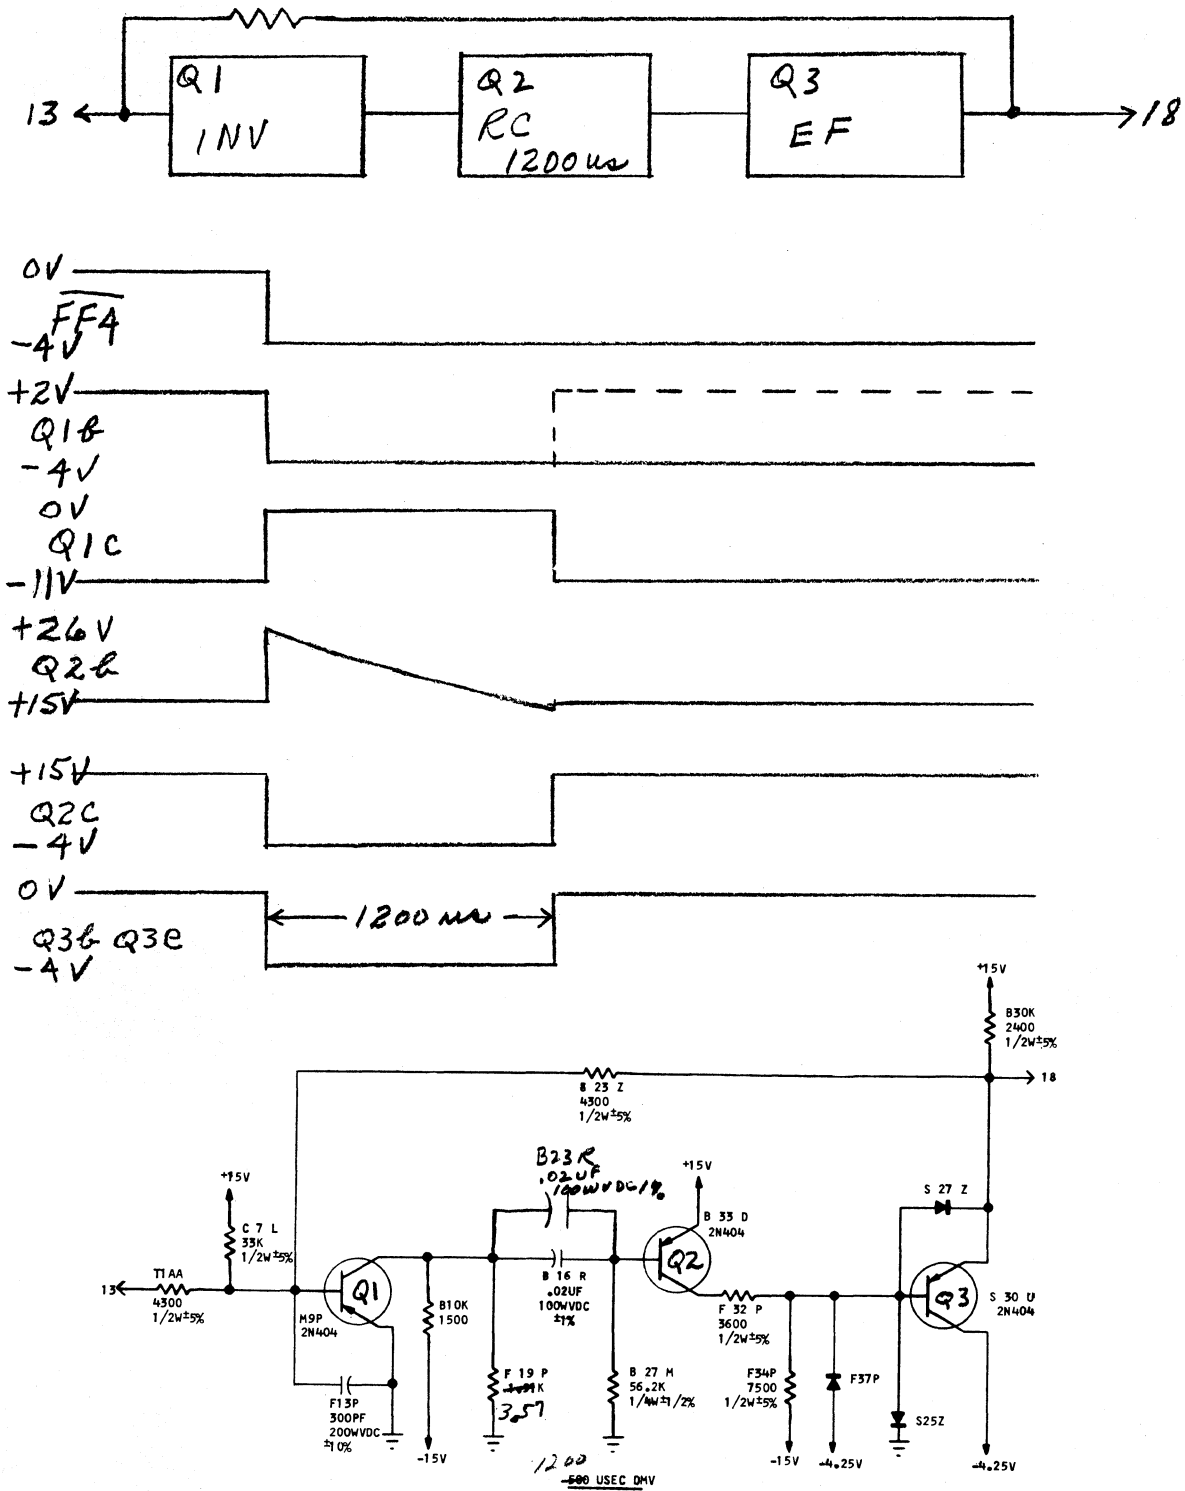 Q1
INV
Q2
RC
1200us
Q3
EF
13
18
0V
FF4
-4V
+2V
Q1b
-4V
0V
Q1C
-11V
+26V
Q2b
+15V
+15V
Q2C
-4V
0V
1200us
Q3b Q3e
-4V
+15V
B30K
2400
1/2W±5%
18
B 23 Z
4300
1/2W±5%
B23R
.02UF
100WVDC 1%
+15V
B 33 D
2N404
Q2
+15V
C 7 L
33K
1/2W±5%
13
T1AA
4300
1/2W±5%
Q1
M9P
2N404
F13P
300PF
200WVDC
±10%
B10K
1500
-15V
B 16 R
.02UF
100WVDC
±1%
F 19 P
K
3.57
B 27 M
56.2K
1/4W±1/2%
F 32 P
3600
1/2W±5%
F34P
7500
1/2W±5%
-15V
F37P
-4.25V
S 27 Z
Q3
S 30 U
2N404
S25Z
-4.25V
1200
500 USEC DMV